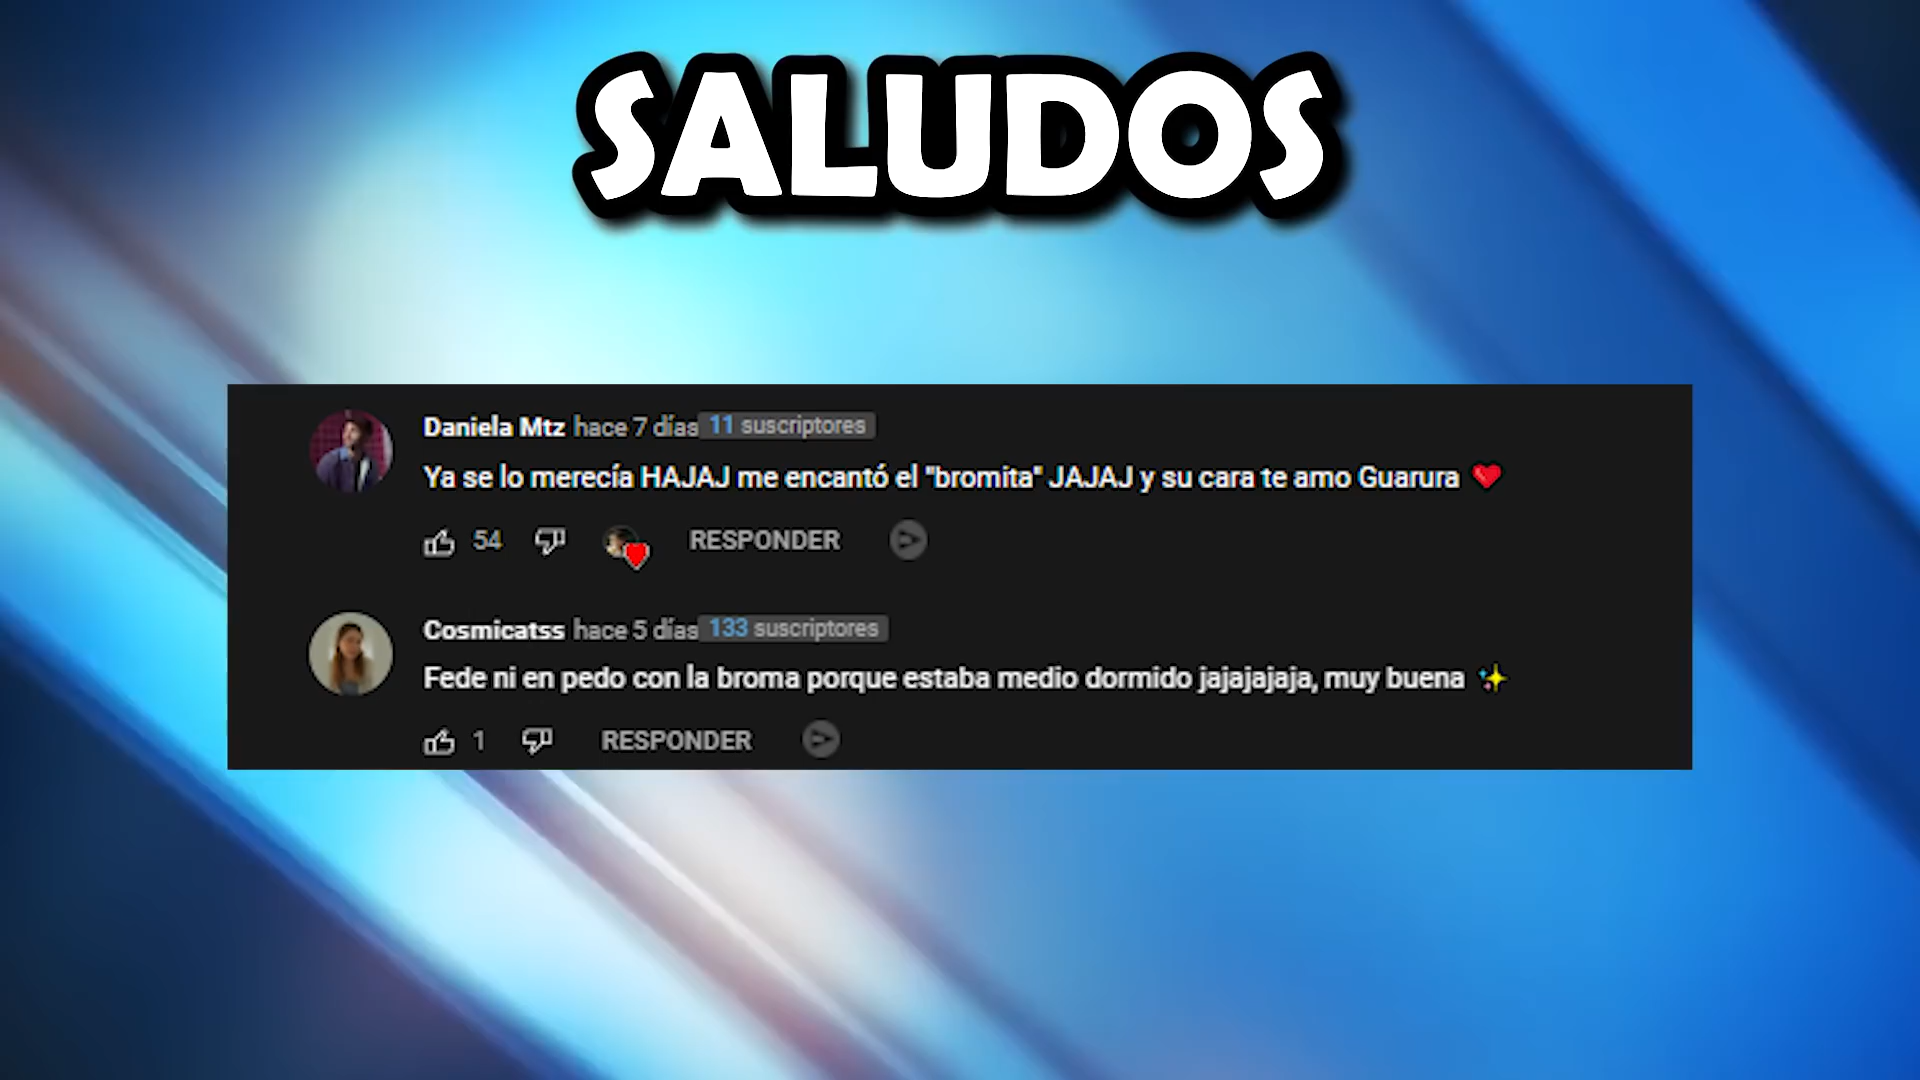 SALUDOS
Daniela Mtz hace 7 días 11 suscriptores
Ya se lo merecía HAJAJ me encantó el "bromita" JAJAJ y su cara te amo Guarura ❤️
54 RESPONDER
Cosmicatss hace 5 días 133 suscriptores
Fede ni en pedo con la broma porque estaba medio dormido jajajajaja, muy buena ✨
1 RESPONDER